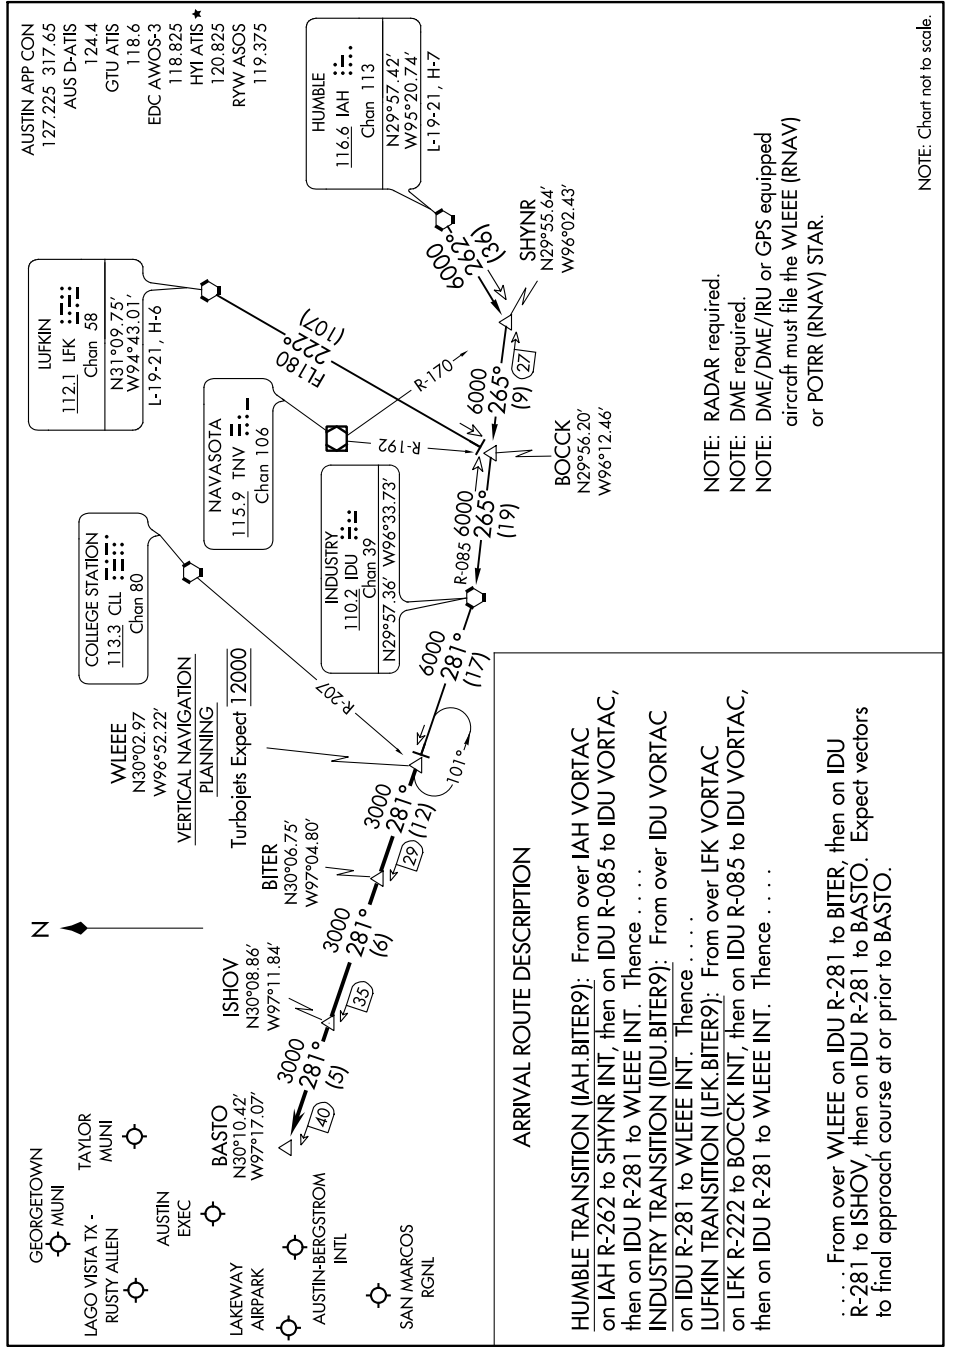 AUSTIN APP CON
127.225 317.65
AUS D-ATIS
124.4
GTU ATIS
118.6
EDC AWOS-3
118.825
HYI ATIS ★
120.825
RYW ASOS
119.375
HUMBLE
116.6 IAH
Chan 113
N29°57.42'
W95°20.74'
L-19-21, H-7
LUFKIN
112.1 LFK
Chan 58
N31°09.75'
W94°43.01'
L-19-21, H-6
NAVASOTA
115.9 TNV
Chan 106
COLLEGE STATION
113.3 CLL
Chan 80
INDUSTRY
110.2 IDU
Chan 39
N29°57.36' W96°33.73'
WLEEE
N30°02.97
W96°52.22'
VERTICAL NAVIGATION
PLANNING
Turbojets Expect 12000
BITER
N30°06.75'
W97°04.80'
ISHOV
N30°08.86'
W97°11.84'
BASTO
N30°10.42'
W97°17.07'
SHYNR
N29°55.64'
W96°02.43'
BOCCK
N29°56.20'
W96°12.46'
6000
262°
(36)
FL180
222°
(107)
R-170
R-192
27
6000
265°
(9)
R-085
6000
265°
(19)
6000
281°
(17)
R-207
101°
3000
281°
(12)
29
3000
281°
(6)
35
3000
281°
(5)
40
N
GEORGETOWN
MUNI
TAYLOR
MUNI
LAGO VISTA TX -
RUSTY ALLEN
AUSTIN
EXEC
LAKEWAY
AIRPARK
AUSTIN-BERGSTROM
INTL
SAN MARCOS
RGNL
NOTE: RADAR required.
NOTE: DME required.
NOTE: DME/DME/IRU or GPS equipped
aircraft must file the WLEEE (RNAV)
or POTRR (RNAV) STAR.
NOTE: Chart not to scale.
ARRIVAL ROUTE DESCRIPTION
HUMBLE TRANSITION (IAH.BITER9): From over IAH VORTAC
on IAH R-262 to SHYNR INT, then on IDU R-085 to IDU VORTAC,
then on IDU R-281 to WLEEE INT. Thence . . . .
INDUSTRY TRANSITION (IDU.BITER9): From over IDU VORTAC
on IDU R-281 to WLEEE INT. Thence . . . .
LUFKIN TRANSITION (LFK.BITER9): From over LFK VORTAC
on LFK R-222 to BOCCK INT, then on IDU R-085 to IDU VORTAC,
then on IDU R-281 to WLEEE INT. Thence . . . .
. . . . From over WLEEE on IDU R-281 to BITER, then on IDU
R-281 to ISHOV, then on IDU R-281 to BASTO. Expect vectors
to final approach course at or prior to BASTO.